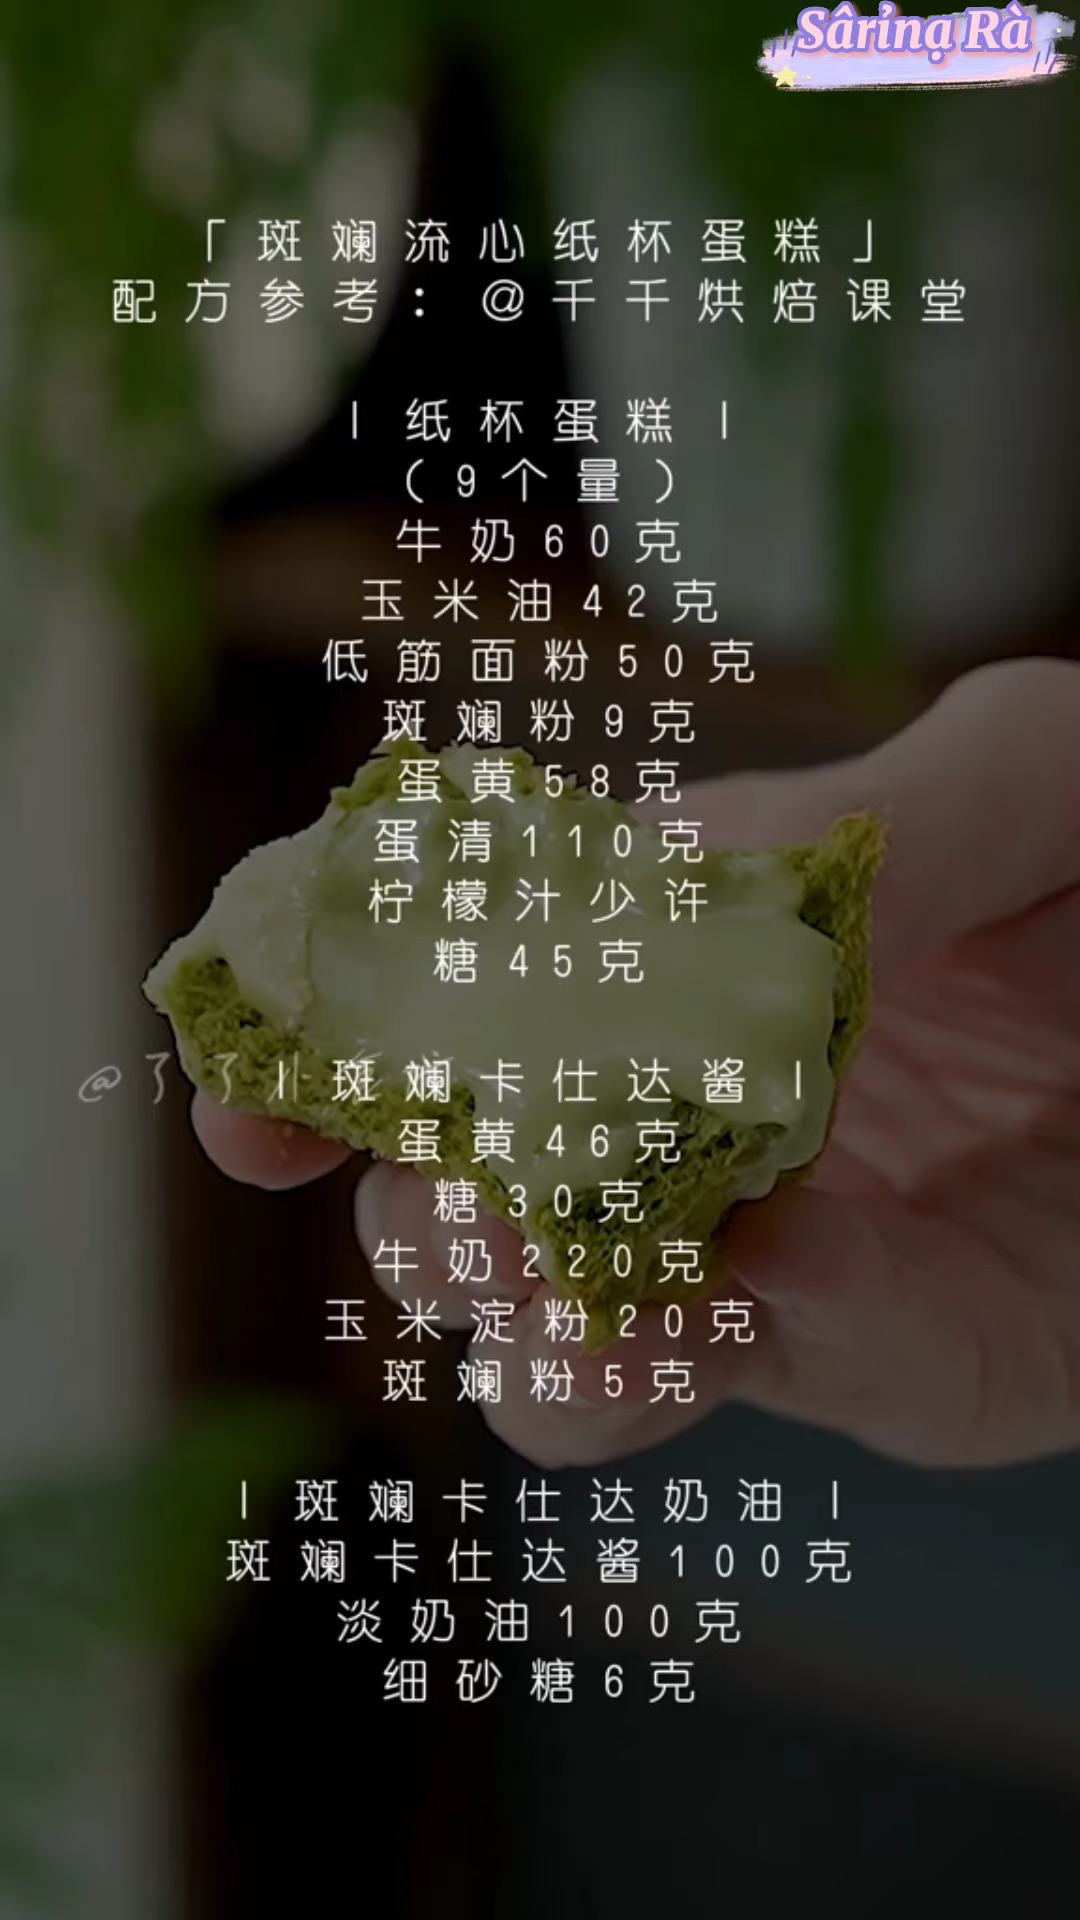 Sârỉnạ Rà
「斑斓流心纸杯蛋糕」
配方参考：@千千烘焙课堂
|纸杯蛋糕|
（9个量）
牛奶60克
玉米油42克
低筋面粉50克
斑斓粉9克
蛋黄58克
蛋清110克
柠檬汁少许
糖45克
|斑斓卡仕达酱|
蛋黄46克
糖30克
牛奶220克
玉米淀粉20克
斑斓粉5克
|斑斓卡仕达奶油|
斑斓卡仕达酱100克
淡奶油100克
细砂糖6克